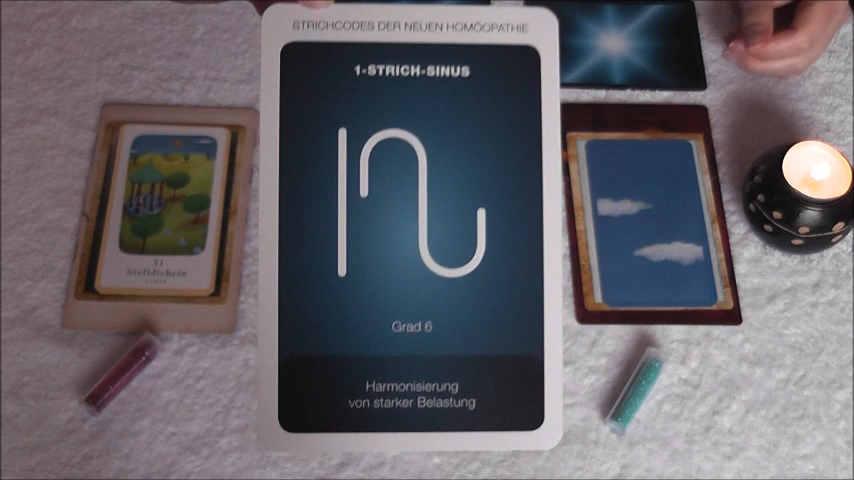 STRICHCODES DER NEUEN HOMÖOPATHIE
1-STRICH-SINUS
Grad 6
Harmonisierung
von starker Belastung
31
Stelldichein